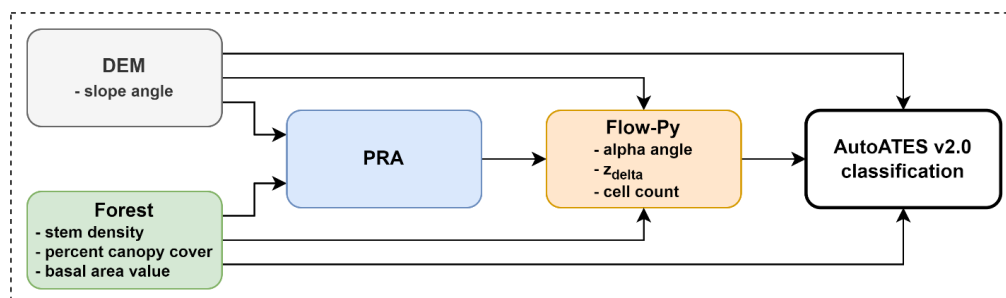 DEM
- slope angle
Forest
- stem density
- percent canopy cover
- basal area value
PRA
Flow-Py
- alpha angle
- z_delta
- cell count
AutoATES v2.0
classification